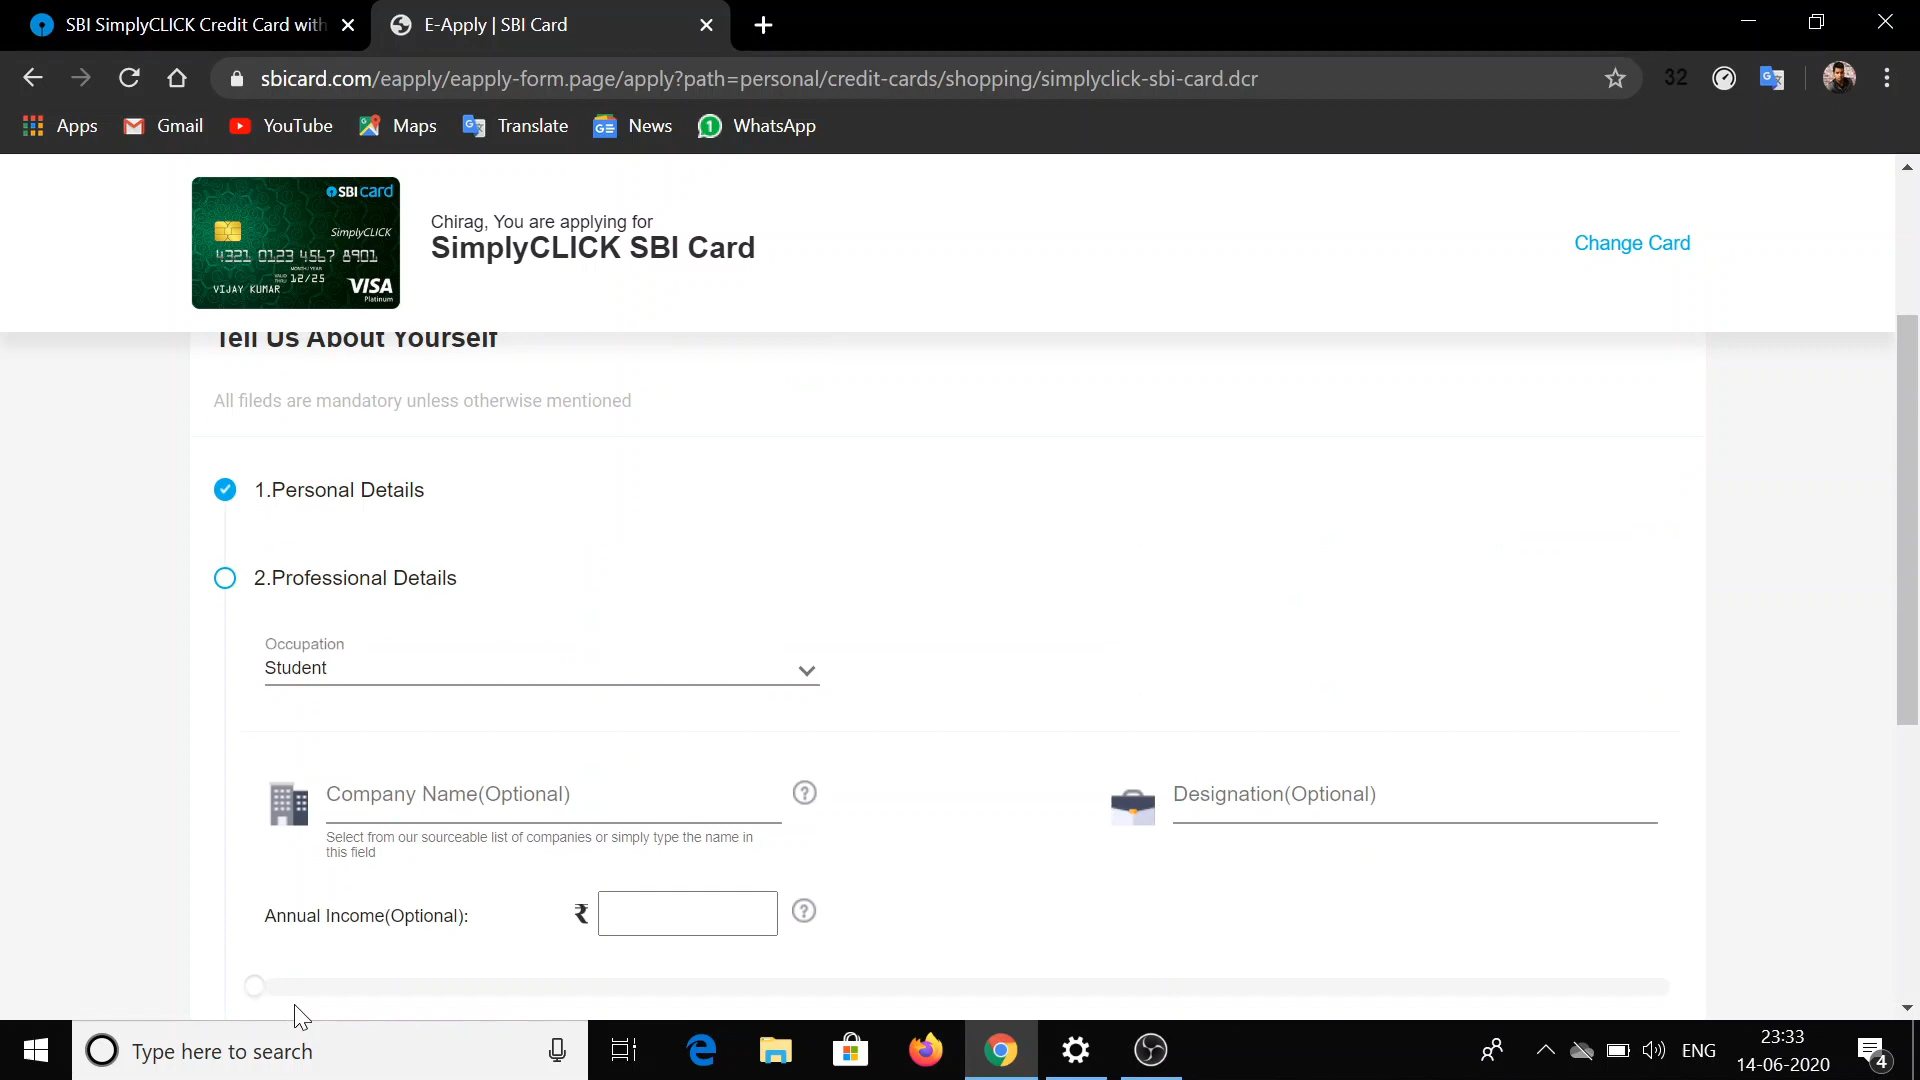 SBI SimplyCLICK Credit Card with
E-Apply | SBI Card
sbicard.com/eapply/eapply-form.page/apply?path=personal/credit-cards/shopping/simplyclick-sbi-card.dcr
32
Apps
Gmail
YouTube
Maps
Translate
News
WhatsApp
SBI card
SimplyCLICK
4321 0123 4567 8901
MONTH/YEAR
VALID THRU 12/25
VIJAY KUMAR
VISA
Platinum
Chirag, You are applying for
SimplyCLICK SBI Card
Change Card
Tell Us About Yourself
All fileds are mandatory unless otherwise mentioned
1.Personal Details
2.Professional Details
Occupation
Student
Company Name(Optional)
Designation(Optional)
Select from our sourceable list of companies or simply type the name in
this field
Annual Income(Optional): ₹
Type here to search
ENG
23:33
14-06-2020
4